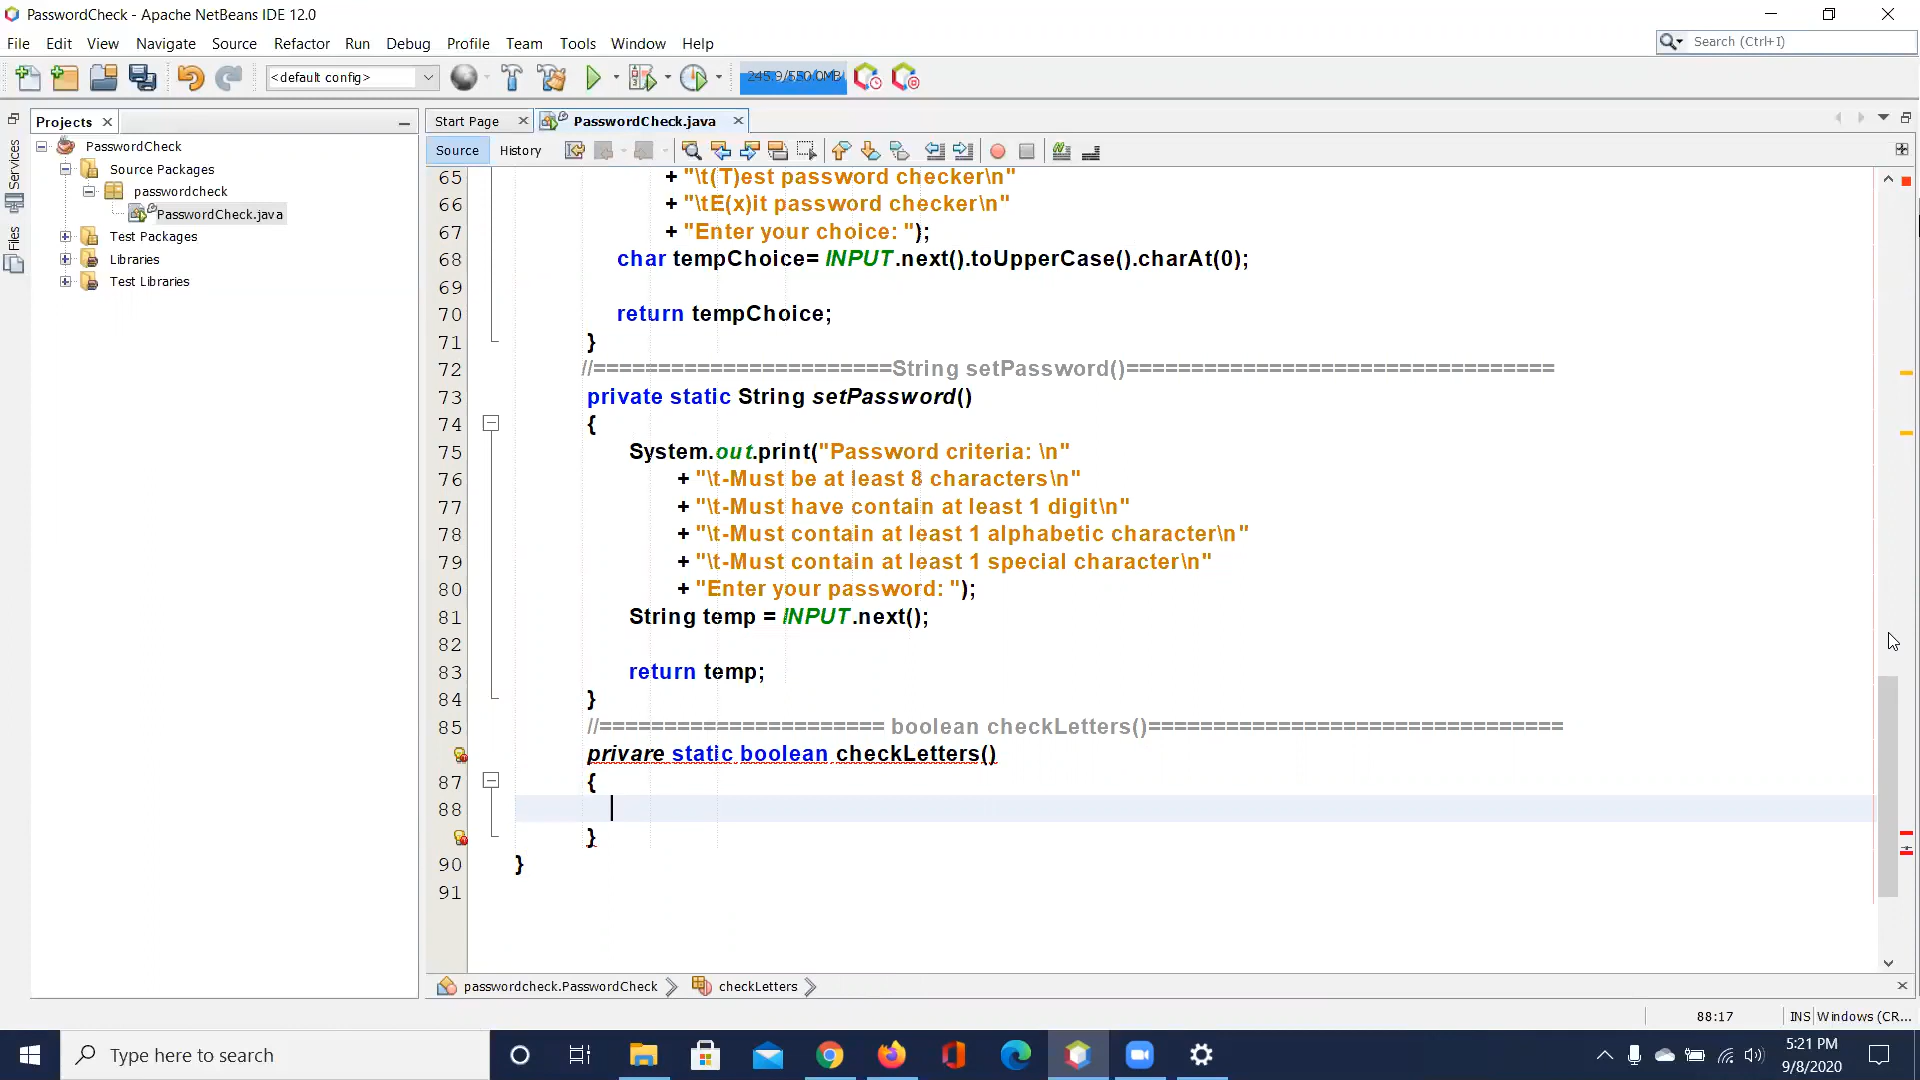 PasswordCheck - Apache NetBeans IDE 12.0
File Edit View Navigate Source Refactor Run Debug Profile Team Tools Window Help
Search (Ctrl+I)
<default config>
245.9/550.0MB
Projects
Start Page
PasswordCheck.java
Services
Files
PasswordCheck
Source Packages
passwordcheck
PasswordCheck.java
Test Packages
Libraries
Test Libraries
Source History
65 + "\t(T)est password checker\n"
66 + "\tE(x)it password checker\n"
67 + "Enter your choice: ");
68 char tempChoice= INPUT.next().toUpperCase().charAt(0);
69
70 return tempChoice;
71 }
72 //=======================String setPassword()=================================
73 private static String setPassword()
74 {
75 System.out.print("Password criteria: \n"
76 + "\t-Must be at least 8 characters\n"
77 + "\t-Must have contain at least 1 digit\n"
78 + "\t-Must contain at least 1 alphabetic character\n"
79 + "\t-Must contain at least 1 special character\n"
80 + "Enter your password: ");
81 String temp = INPUT.next();
82
83 return temp;
84 }
85 //====================== boolean checkLetters()================================
privare static boolean checkLetters()
87 {
88
}
90 }
91
passwordcheck.PasswordCheck checkLetters
88:17 INS Windows (CR...
Type here to search
5:21 PM
9/8/2020